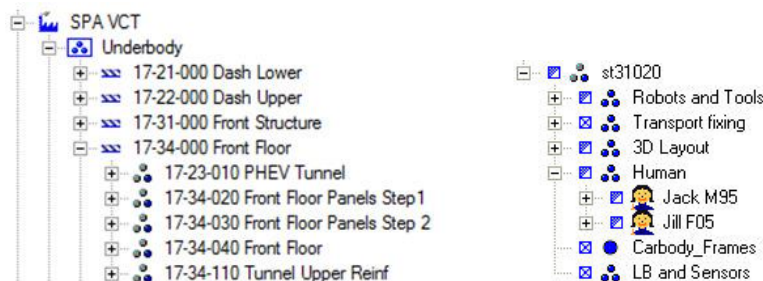 SPA VCT
Underbody
17-21-000 Dash Lower
17-22-000 Dash Upper
17-31-000 Front Structure
17-34-000 Front Floor
17-23-010 PHEV Tunnel
17-34-020 Front Floor Panels Step1
17-34-030 Front Floor Panels Step 2
17-34-040 Front Floor
17-34-110 Tunnel Upper Reinf
st31020
Robots and Tools
Transport fixing
3D Layout
Human
Jack M95
Jill F05
Carbody_Frames
LB and Sensors